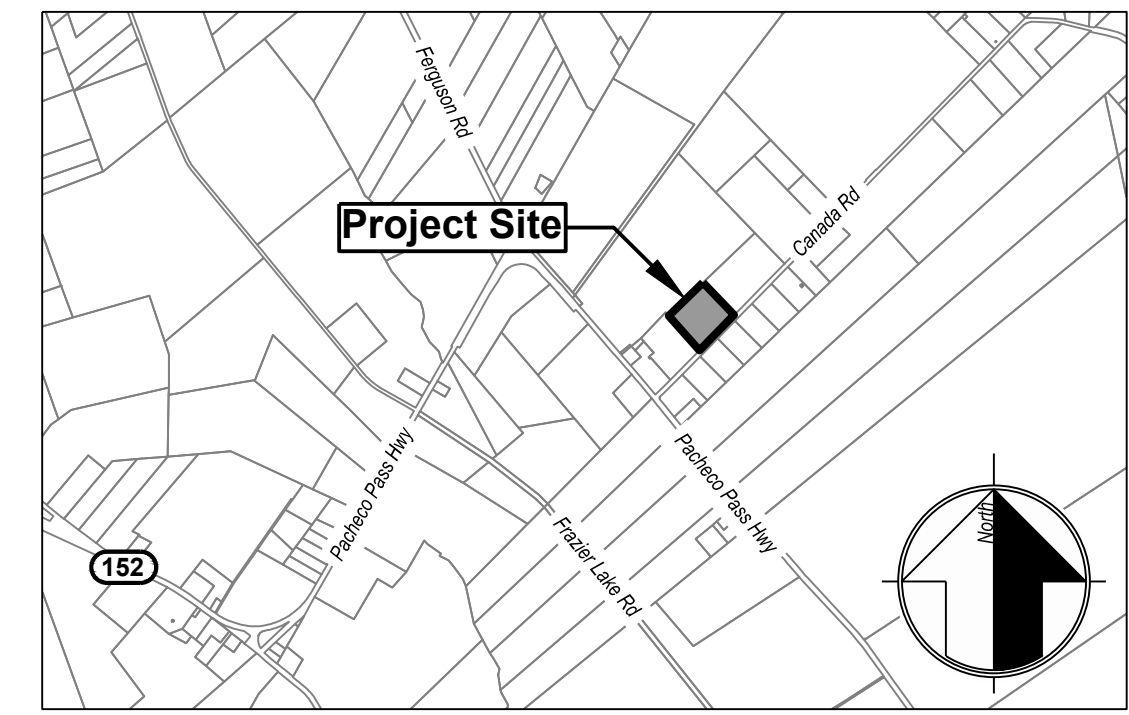 Ferguson Rd
Project Site
Canada Rd
Pacheco Pass Hwy
Pacheco Pass Hwy
Frazier Lake Rd
152
North